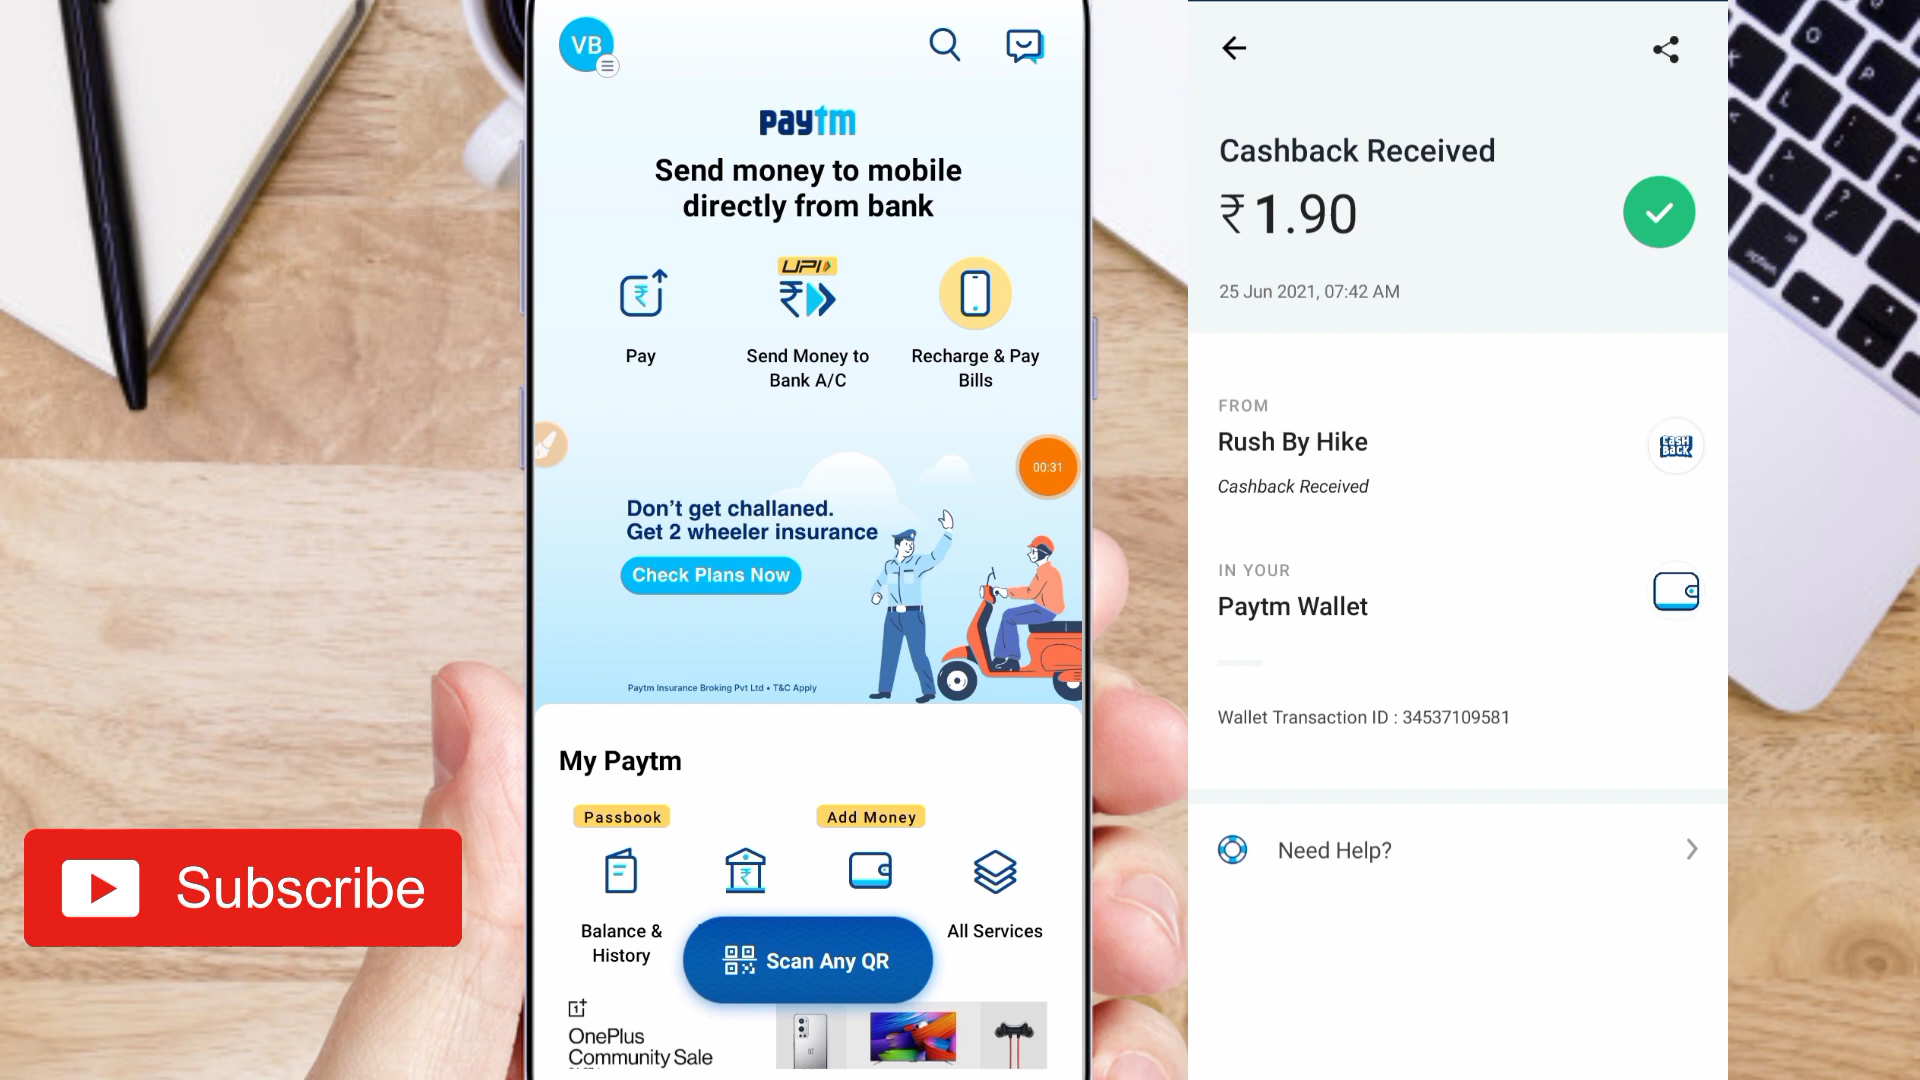 VB
paytm
Send money to mobile
directly from bank
UPI
Pay
Send Money to
Bank A/C
Recharge & Pay
Bills
00:31
Don't get challaned.
Get 2 wheeler insurance
Check Plans Now
Paytm Insurance Broking Pvt Ltd • T&C Apply
My Paytm
Passbook
Add Money
Balance &
History
All Services
Scan Any QR
OnePlus
Community Sale
Subscribe
Cashback Received
₹1.90
25 Jun 2021, 07:42 AM
FROM
Rush By Hike
CASH
BACK
Cashback Received
IN YOUR
Paytm Wallet
Wallet Transaction ID : 34537109581
Need Help?
option